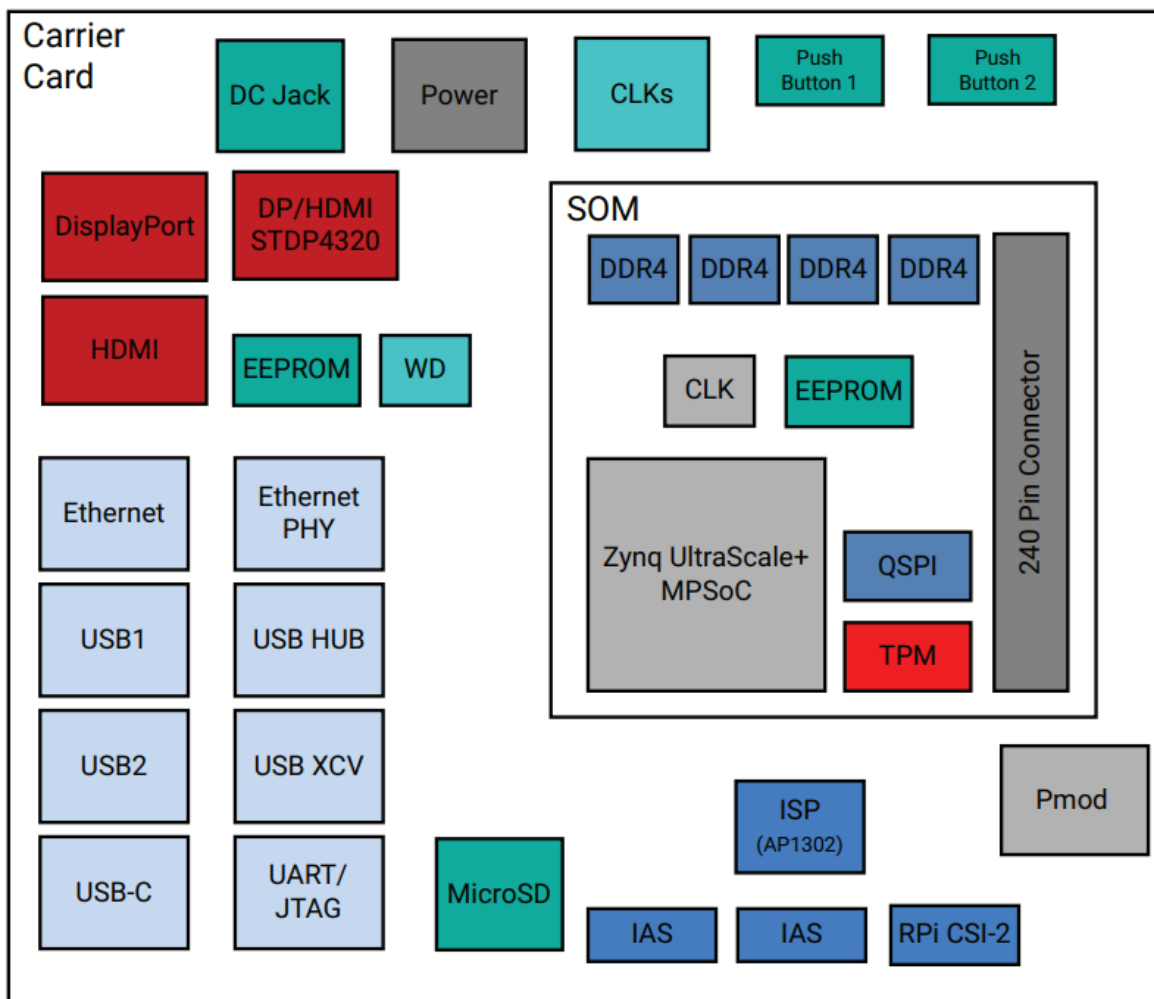 Carrier
Card
DC Jack
Power
CLKs
Push
Button 1
Push
Button 2
DisplayPort
DP/HDMI
STDP4320
HDMI
EEPROM
WD
SOM
DDR4
DDR4
DDR4
DDR4
CLK
EEPROM
240 Pin Connector
Zynq UltraScale+
MPSoC
QSPI
TPM
Ethernet
Ethernet
PHY
USB1
USB HUB
USB2
USB XCV
USB-C
UART/
JTAG
MicroSD
ISP
(AP1302)
Pmod
IAS
IAS
RPi CSI-2